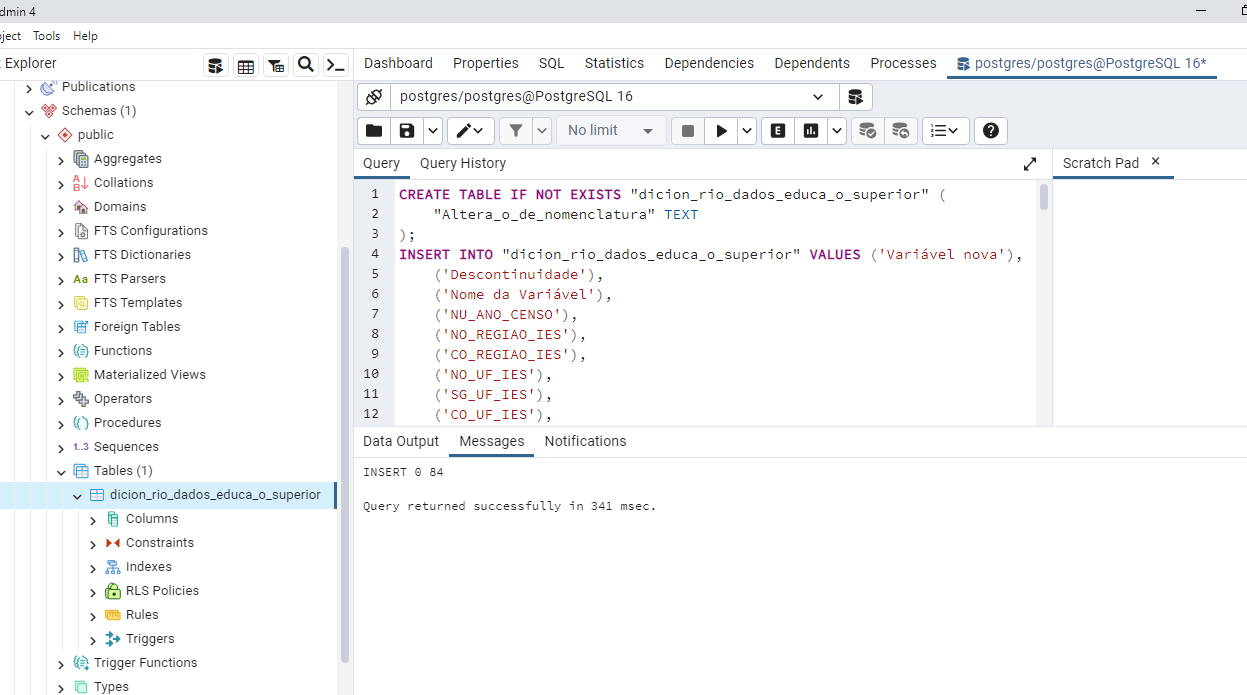 dmin 4
ject Tools Help
Explorer
Publications
Schemas (1)
public
Aggregates
Collations
Domains
FTS Configurations
FTS Dictionaries
Aa FTS Parsers
FTS Templates
Foreign Tables
Functions
Materialized Views
Operators
Procedures
1..3 Sequences
Tables (1)
dicion_rio_dados_educa_o_superior
Columns
Constraints
Indexes
RLS Policies
Rules
Triggers
Trigger Functions
Types
Dashboard Properties SQL Statistics Dependencies Dependents Processes postgres/postgres@PostgreSQL 16*
postgres/postgres@PostgreSQL 16
No limit
E
Query Query History
Scratch Pad
1 CREATE TABLE IF NOT EXISTS "dicion_rio_dados_educa_o_superior" (
2 "Altera_o_de_nomenclatura" TEXT
3 );
4 INSERT INTO "dicion_rio_dados_educa_o_superior" VALUES ('Variável nova'),
5 ('Descontinuidade'),
6 ('Nome da Variável'),
7 ('NU_ANO_CENSO'),
8 ('NO_REGIAO_IES'),
9 ('CO_REGIAO_IES'),
10 ('NO_UF_IES'),
11 ('SG_UF_IES'),
12 ('CO_UF_IES'),
Data Output Messages Notifications
INSERT 0 84
Query returned successfully in 341 msec.